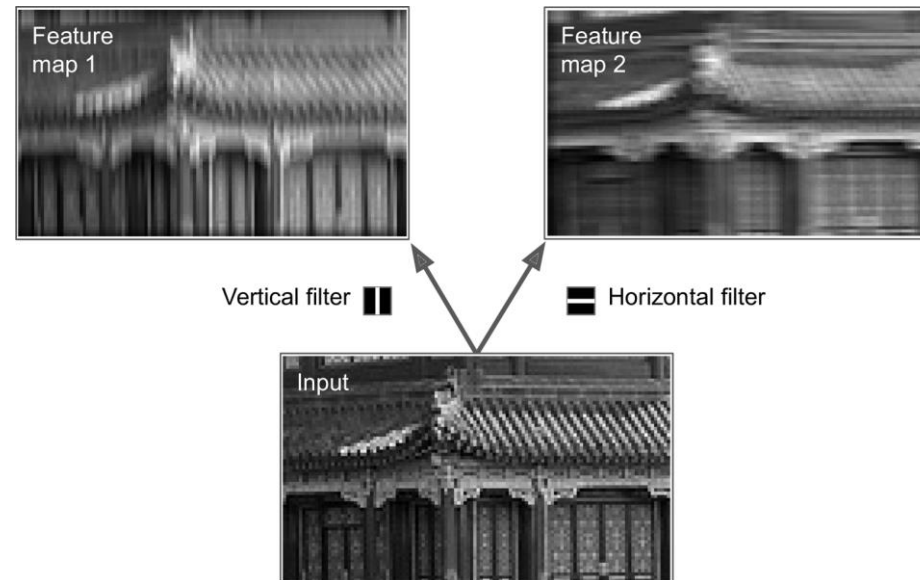 Feature
map 1
Feature
map 2
Vertical filter
Horizontal filter
Input